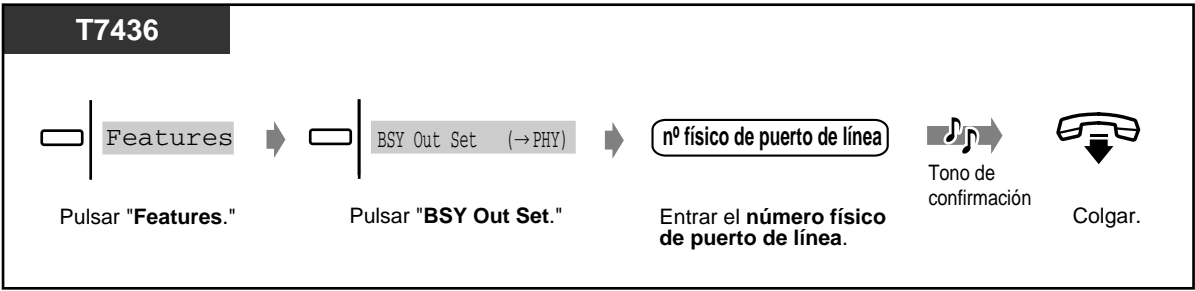 T7436
Features
BSY Out Set (→PHY)
nº físico de puerto de línea
Tono de
confirmación
Pulsar "Features."
Pulsar "BSY Out Set."
Entrar el número físico
de puerto de línea.
Colgar.